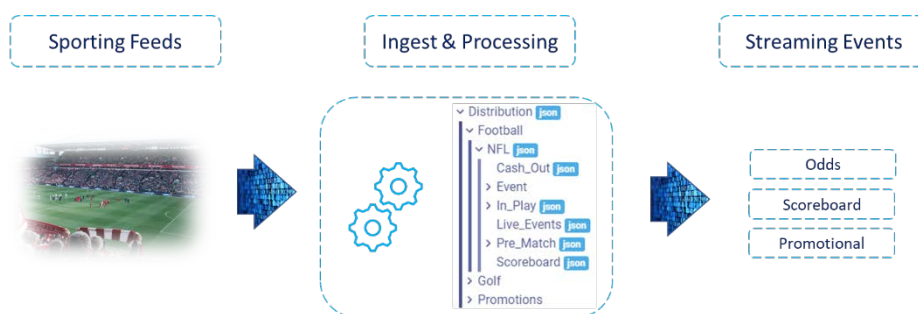 Sporting Feeds
Ingest & Processing
Streaming Events
Distribution json
Football
NFL json
Cash_Out json
Event
In_Play json
Live_Events json
Pre_Match json
Scoreboard json
Golf
Promotions
Odds
Scoreboard
Promotional